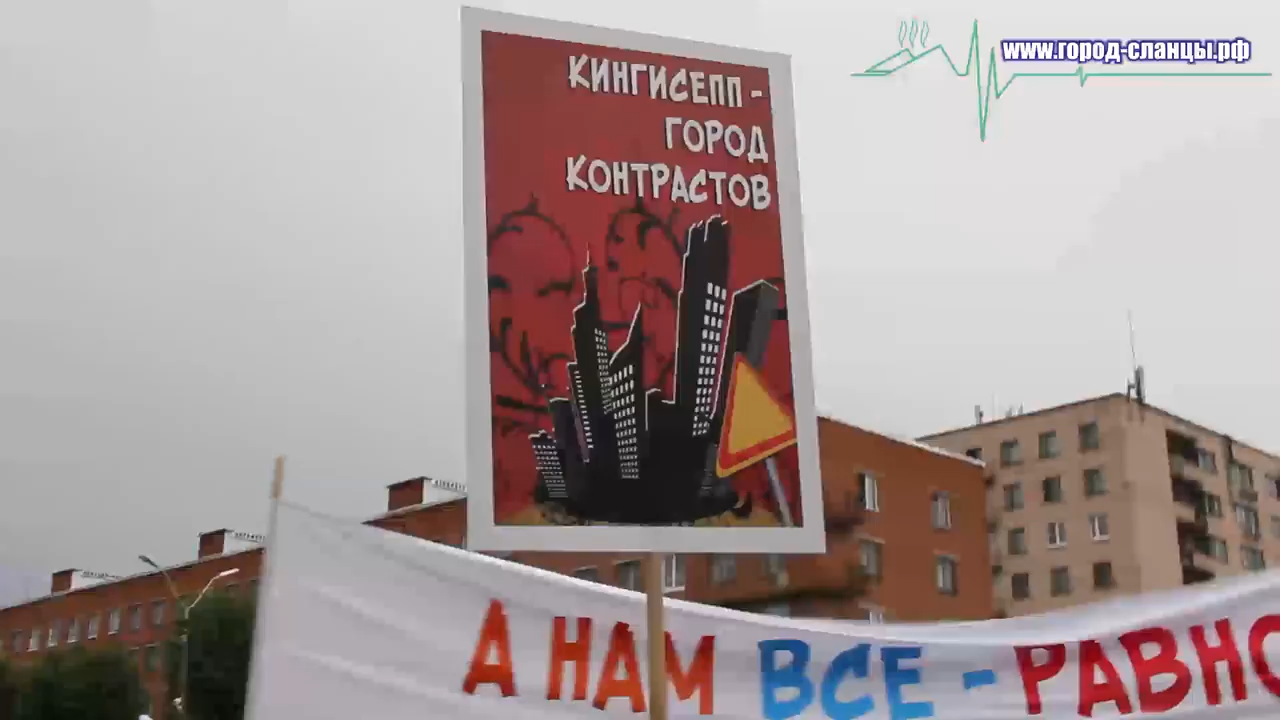 www.город-сланцы.рф
КИНГИСЕПП -
ГОРОД
КОНТРАСТОВ
А НАМ ВСЕ - РАВНО